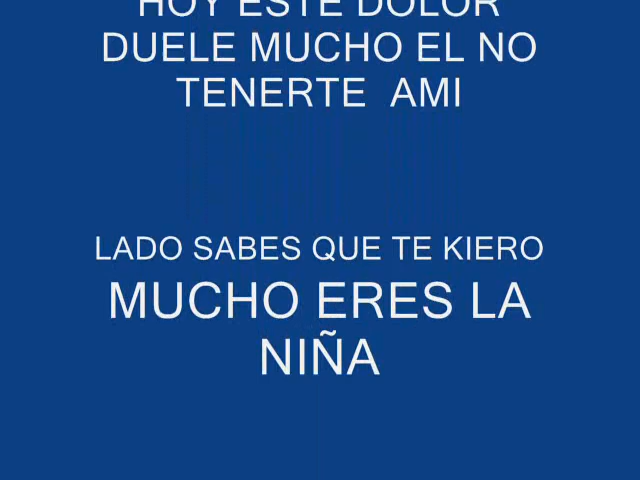 HOY ESTE DOLOR
DUELE MUCHO EL NO
TENERTE AMI
LADO SABES QUE TE KIERO
MUCHO ERES LA
NIÑA